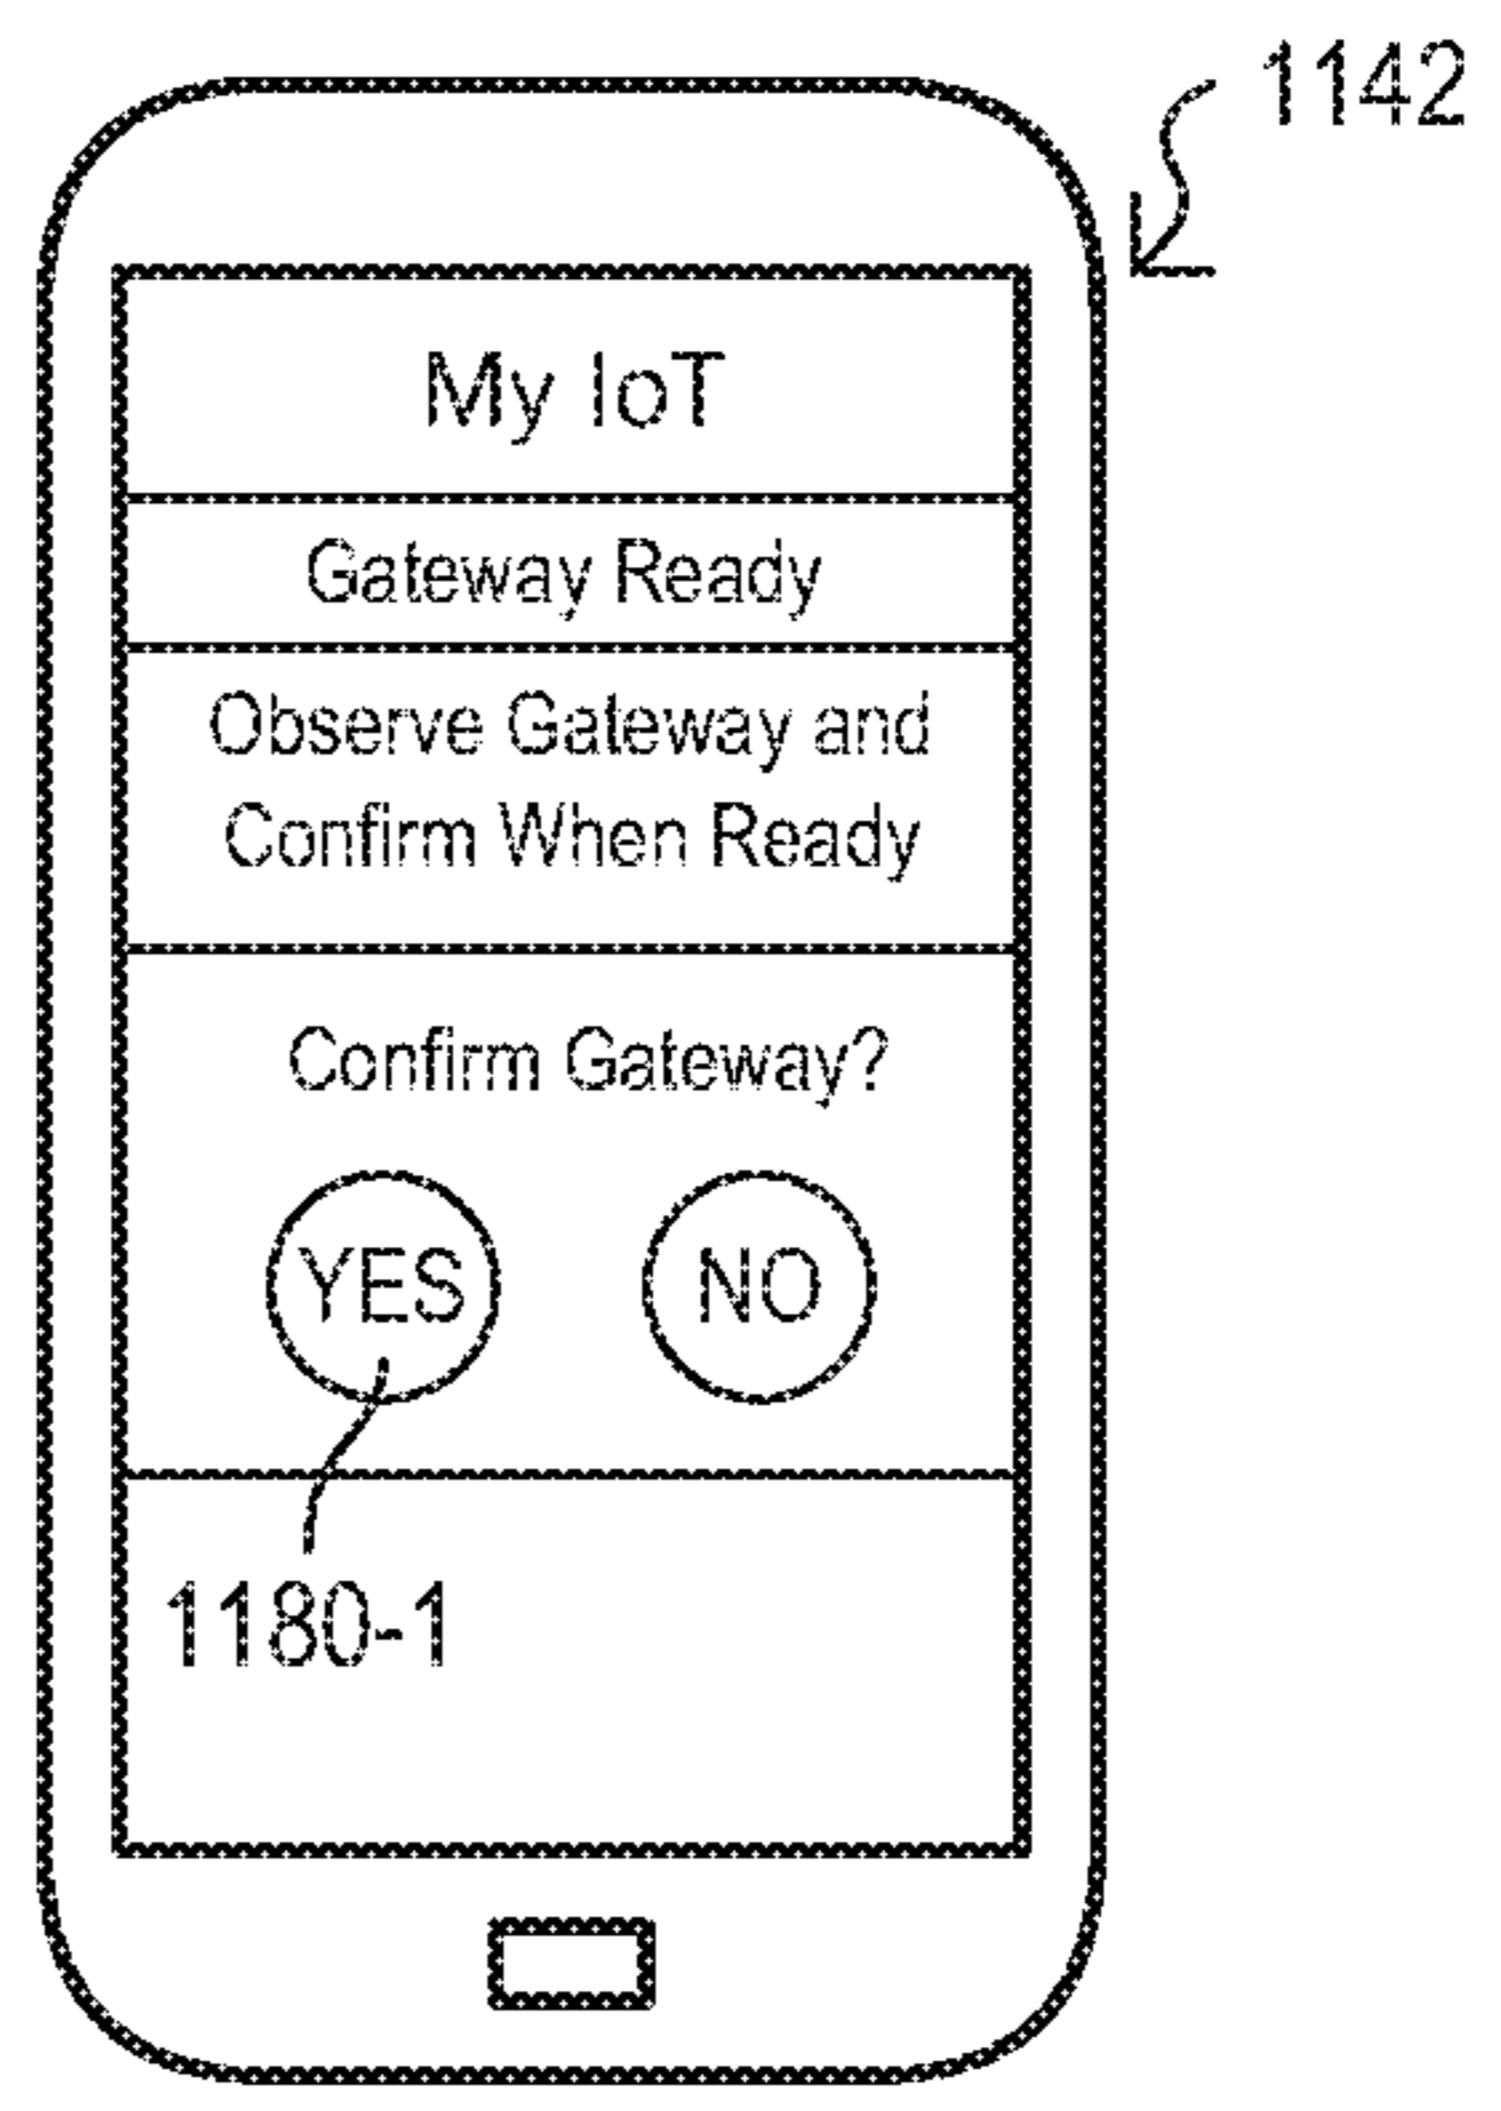 1142
My IoT
Gateway Ready
Observe Gateway and
Confirm When Ready
Confirm Gateway?
YES NO
1180-1